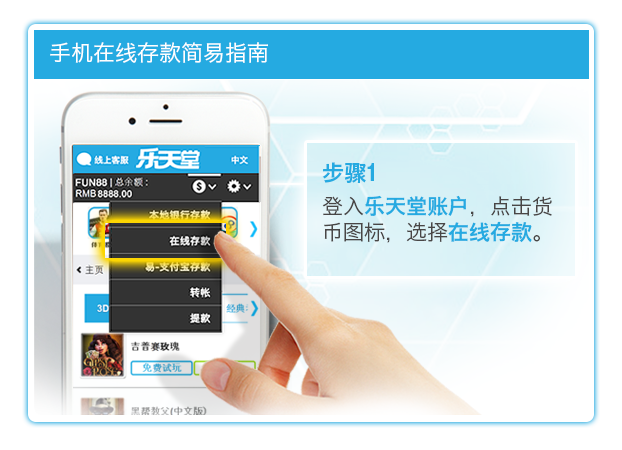 手机在线存款简易指南
步骤1
登入乐天堂账户，点击货
币图标，选择在线存款。
线上客服 乐天堂 中文
FUN88 | 总余额：
RMB 8888.00
$
本地银行存款
在线存款
易-支付宝存款
转帐
提款
主页
3D
经典
吉普赛玫瑰
免费试玩
黑帮教父(中文版)